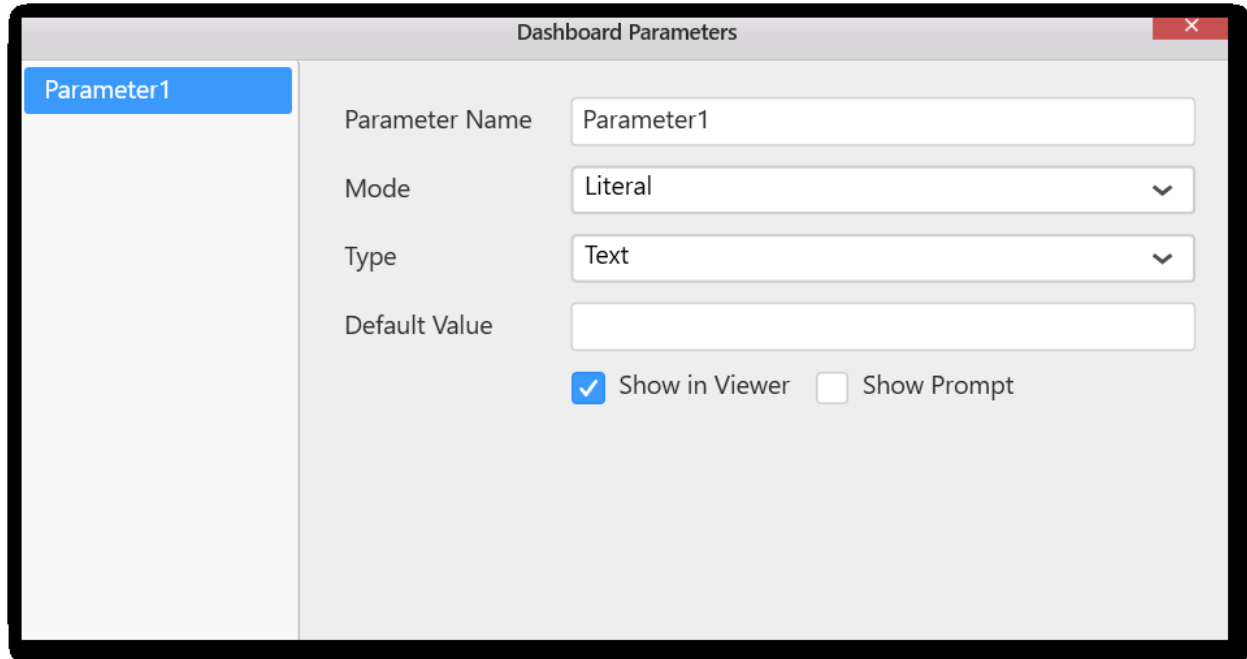 Dashboard Parameters
Parameter1
Parameter Name
Parameter1
Mode
Literal
Type
Text
Default Value
Show in Viewer
Show Prompt